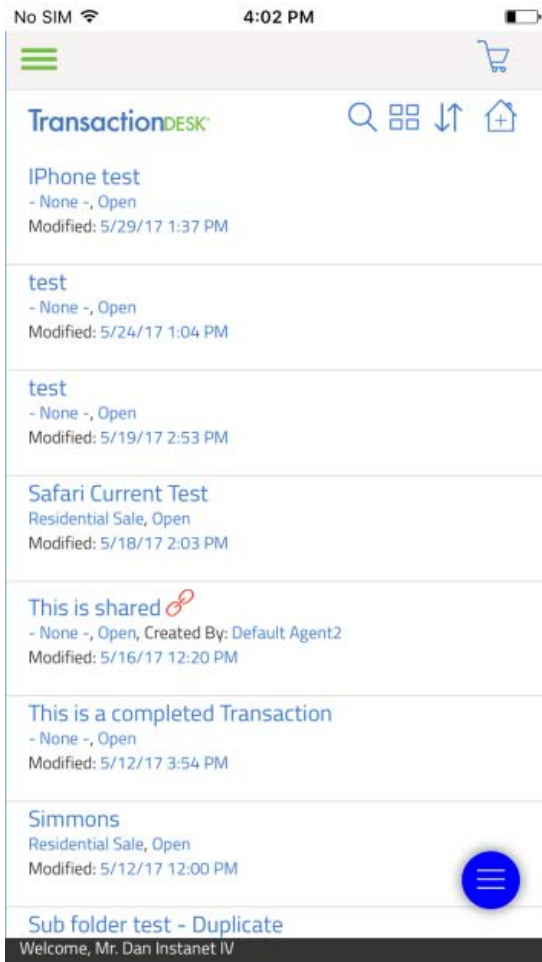 No SIM 4:02 PM
TransactionDESK
IPhone test
- None -, Open
Modified: 5/29/17 1:37 PM
test
- None -, Open
Modified: 5/24/17 1:04 PM
test
- None -, Open
Modified: 5/19/17 2:53 PM
Safari Current Test
Residential Sale, Open
Modified: 5/18/17 2:03 PM
This is shared
- None -, Open, Created By: Default Agent2
Modified: 5/16/17 12:20 PM
This is a completed Transaction
- None -, Open
Modified: 5/12/17 3:54 PM
Simmons
Residential Sale, Open
Modified: 5/12/17 12:00 PM
Sub folder test - Duplicate
Welcome, Mr. Dan Instanet IV